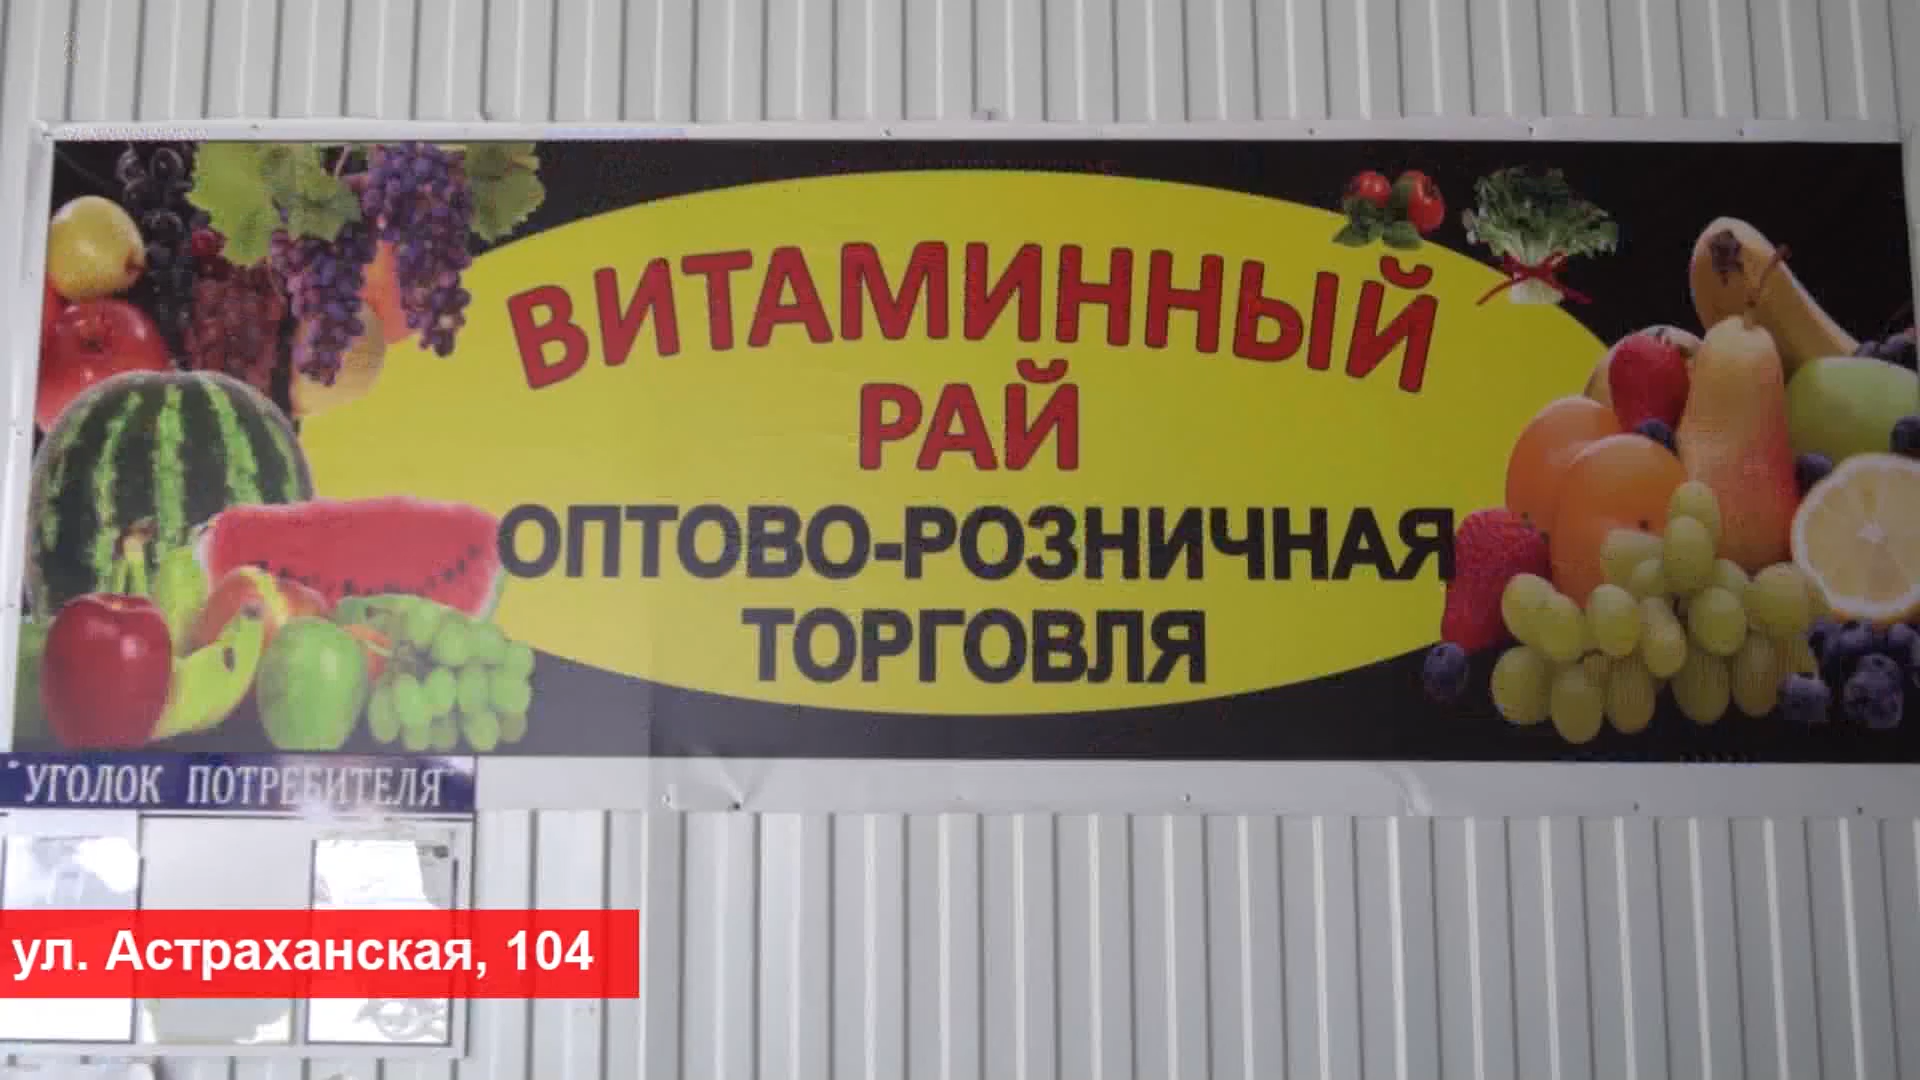 ВИТАМИННЫЙ
РАЙ
ОПТОВО-РОЗНИЧНАЯ
ТОРГОВЛЯ
"УГОЛОК ПОТРЕБИТЕЛЯ"
ул. Астраханская, 104